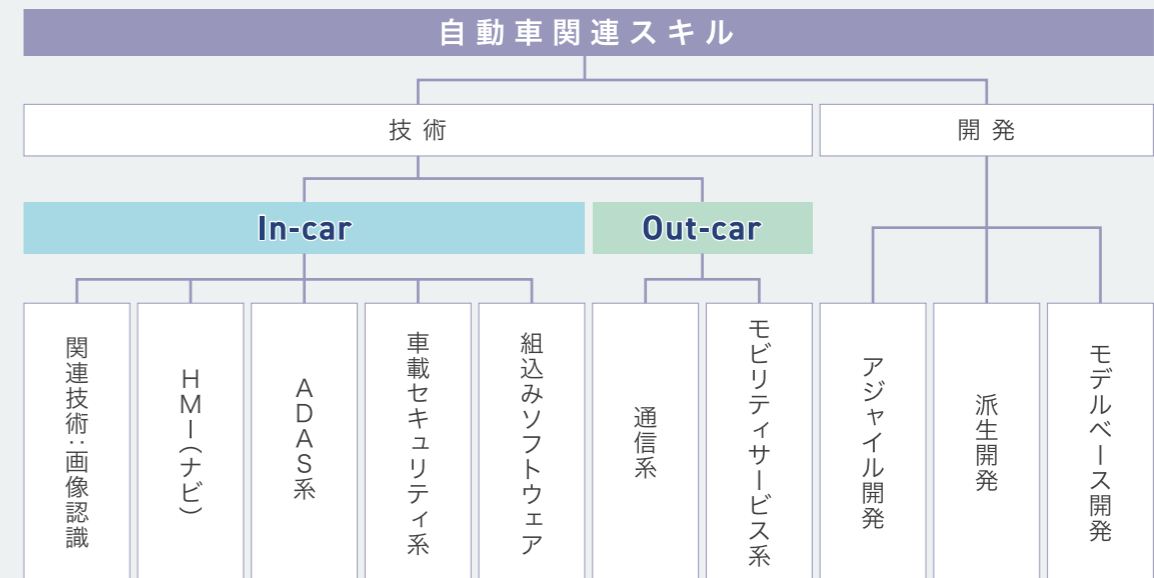 自動車関連スキル
技術
開発
In-car
Out-car
関連技術:画像認識
HMI(ナビ)
ADAS系
車載セキュリティ系
組込みソフトウェア
通信系
モビリティサービス系
アジャイル開発
派生開発
モデルベース開発